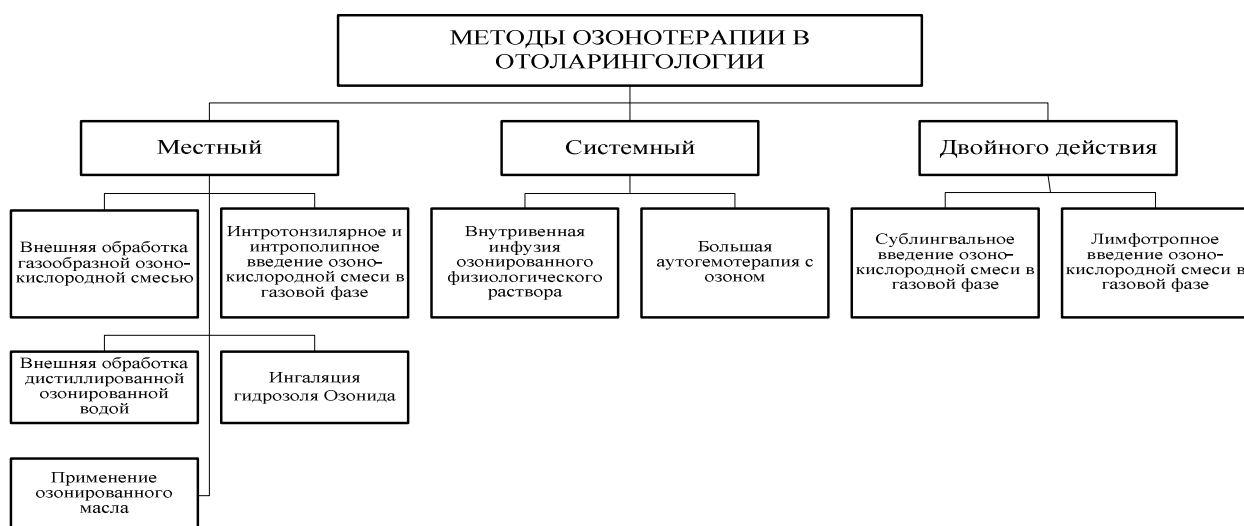 МЕТОДЫ ОЗОНОТЕРАПИИ В
ОТОЛАРИНГОЛОГИИ
Местный
Системный
Двойного действия
Внешняя обработка
газообразной озоно-
кислородной смесью
Интротонзилярное и
интрополипное
введение озоно-
кислородной смеси в
газовой фазе
Внутривенная
инфузия
озонированного
физиологического
раствора
Большая
аутогемотерапия с
озоном
Сублингвальное
введение озоно-
кислородной смеси в
газовой фазе
Лимфотропное
введение озоно-
кислородной смеси в
газовой фазе
Внешняя обработка
дистиллированной
озонированной
водой
Ингаляция
гидрозоля Озонида
Применение
озонированного
масла